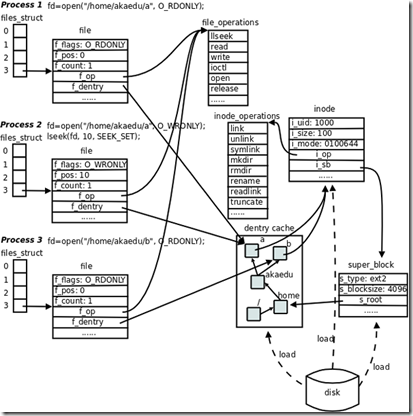 Process 1 fd=open("/home/akaedu/a", O_RDONLY);
files_struct
0
1
2
3
file
f_flags: O_RDONLY
f_pos: 0
f_count: 1
f_op
f_dentry
......
file_operations
llseek
read
write
ioctl
open
release
......
Process 2 fd=open("/home/akaedu/a", O_WRONLY);
lseek(fd, 10, SEEK_SET);
files_struct
0
1
2
3
file
f_flags: O_WRONLY
f_pos: 10
f_count: 1
f_op
f_dentry
......
inode_operations
link
unlink
symlink
mkdir
rmdir
rename
readlink
truncate
......
inode
i_uid: 1000
i_size: 100
i_mode: 0100644
i_op
i_sb
......
Process 3 fd=open("/home/akaedu/b", O_RDONLY);
files_struct
0
1
2
3
file
f_flags: O_RDONLY
f_pos: 0
f_count: 1
f_op
f_dentry
......
dentry cache
a
b
akaedu
home
/
super_block
s_type: ext2
s_blocksize: 4096
s_root
......
load
load
load
disk